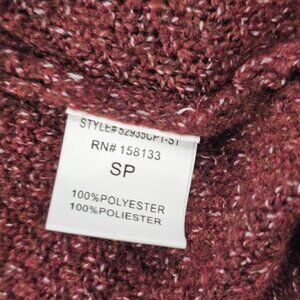 STYLE# 52935CPT-ST
RN# 158133
SP
100%POLYESTER
100%POLIESTER